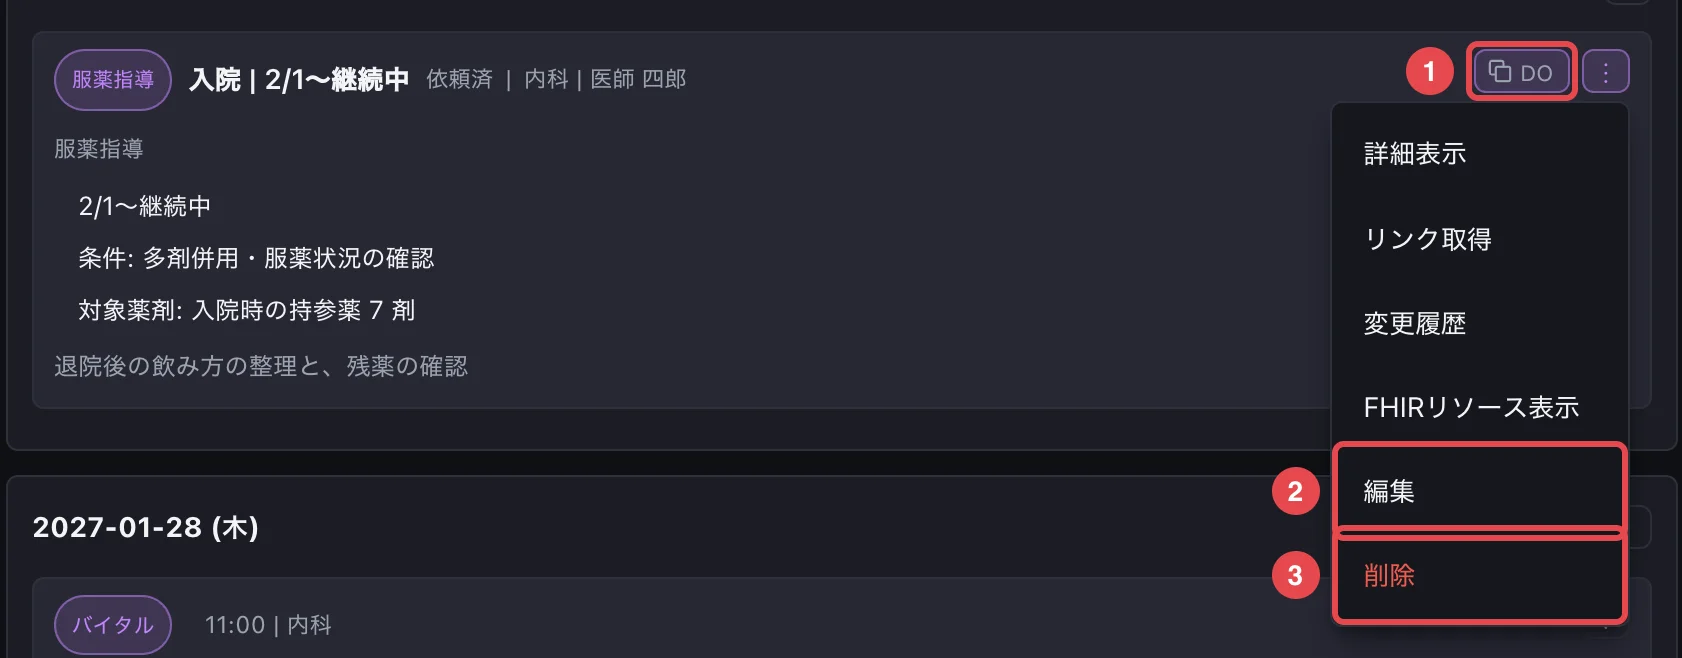 服薬指導 入院 | 2/1〜継続中 依頼済 | 内科 | 医師 四郎 1 DO
服薬指導
2/1〜継続中
条件: 多剤併用・服薬状況の確認
対象薬剤: 入院時の持参薬 7 剤
退院後の飲み方の整理と、残薬の確認
詳細表示
リンク取得
変更履歴
FHIRリソース表示
2 編集
3 削除
2027-01-28 (木)
バイタル 11:00 | 内科